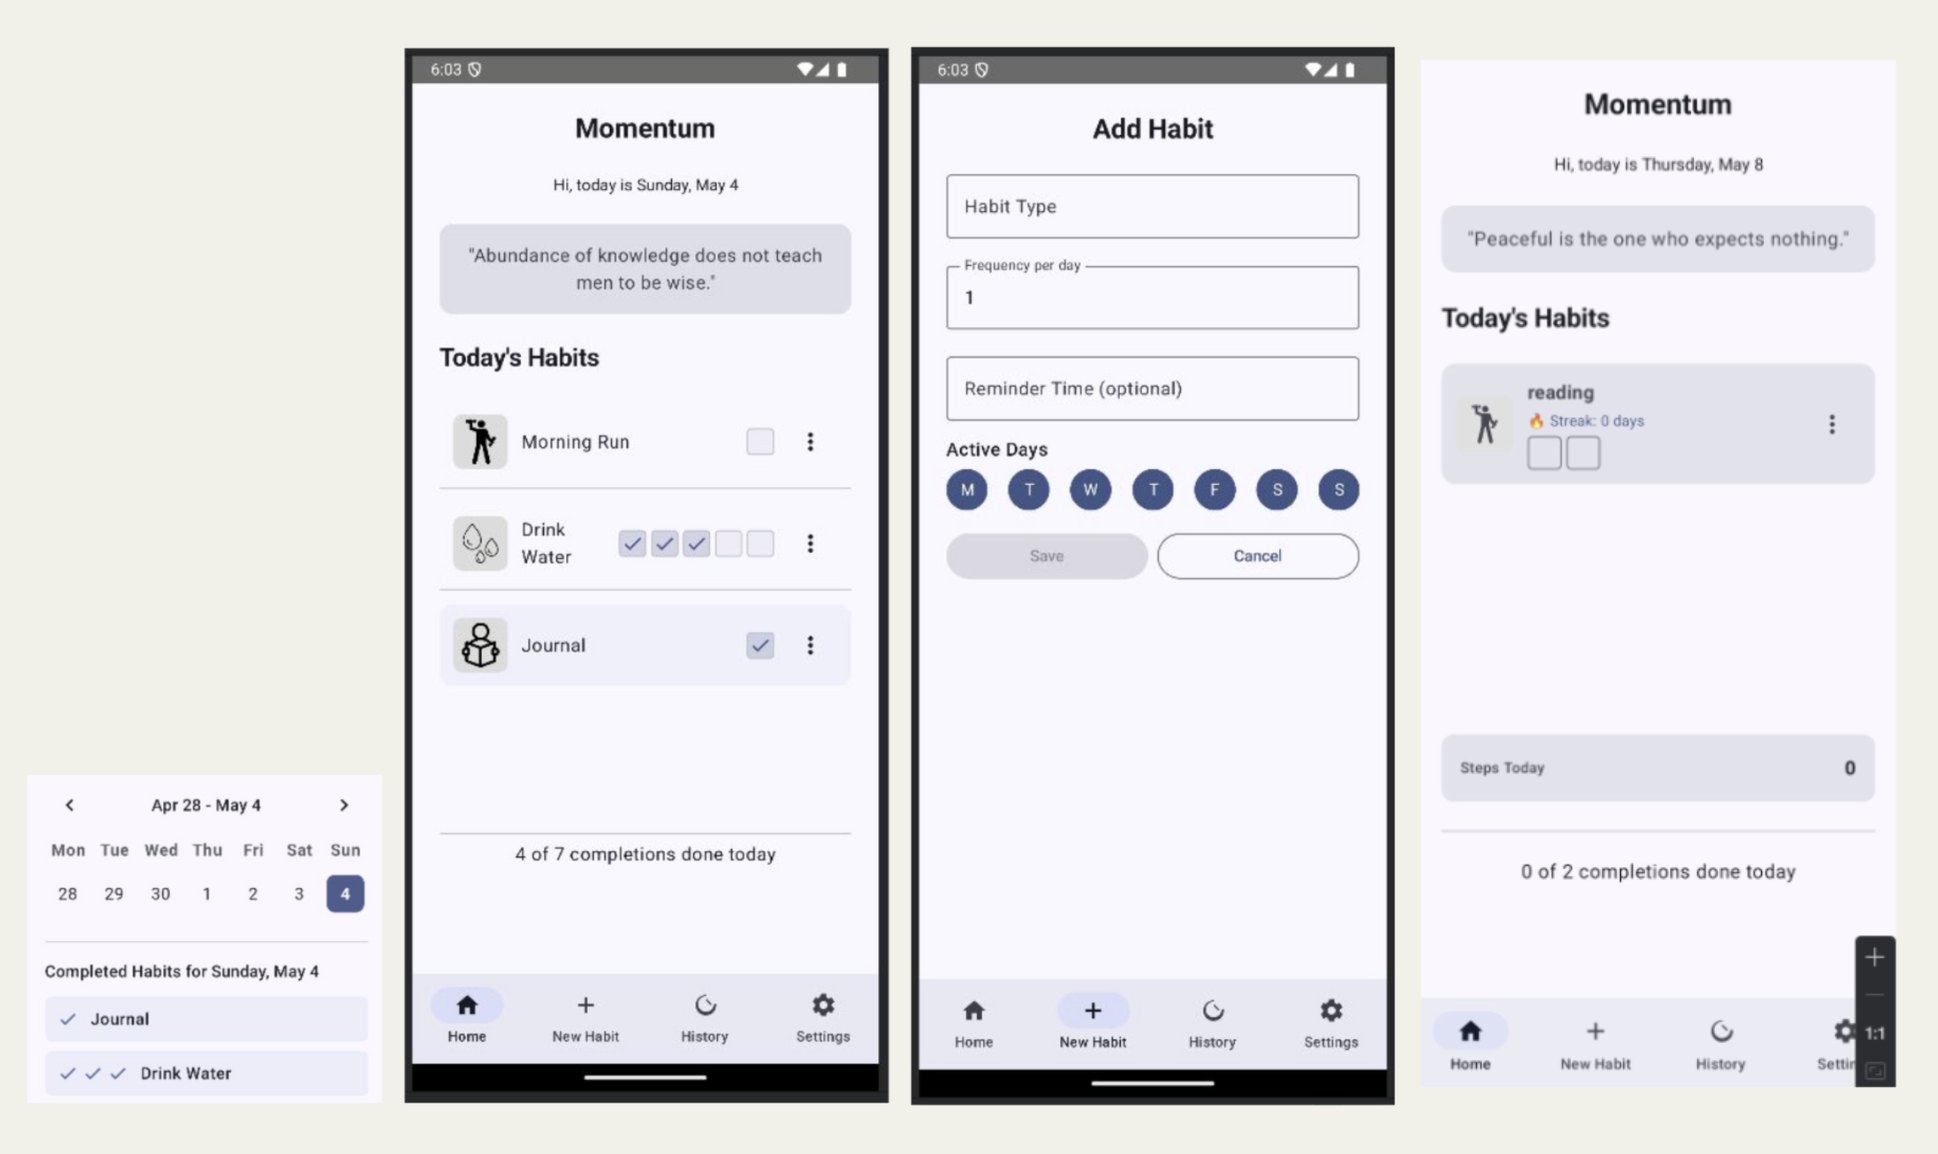 Apr 28 - May 4
Mon Tue Wed Thu Fri Sat Sun
28 29 30 1 2 3 4
Completed Habits for Sunday, May 4
Journal
Drink Water
6:03
Momentum
Hi, today is Sunday, May 4
"Abundance of knowledge does not teach
men to be wise."
Today's Habits
Morning Run
Drink
Water
Journal
4 of 7 completions done today
Home New Habit History Settings
6:03
Add Habit
Habit Type
Frequency per day
1
Reminder Time (optional)
Active Days
M T W T F S S
Save Cancel
Home New Habit History Settings
Momentum
Hi, today is Thursday, May 8
"Peaceful is the one who expects nothing."
Today's Habits
reading
🔥 Streak: 0 days
Steps Today 0
0 of 2 completions done today
1:1
Home New Habit History Settin